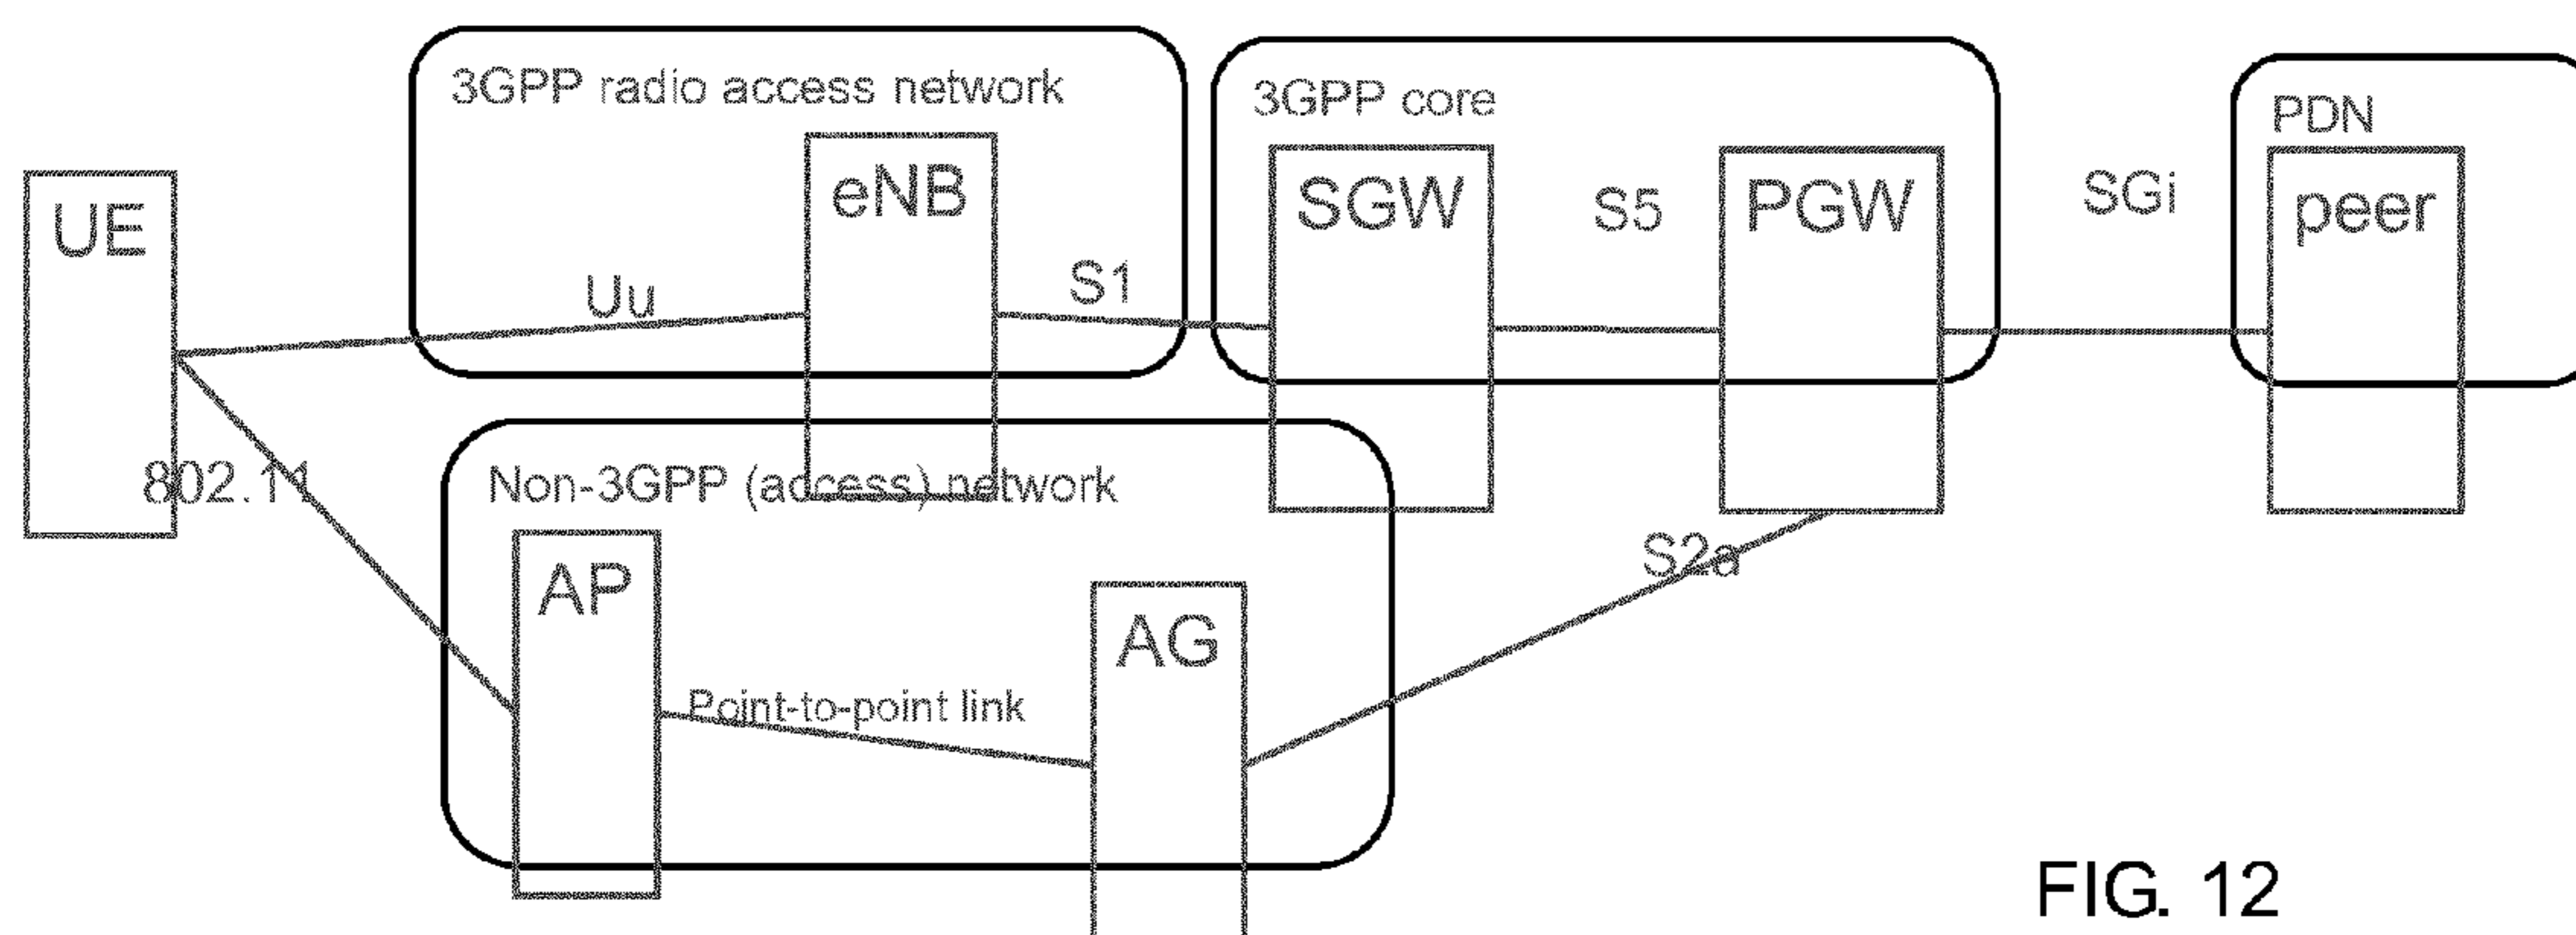 3GPP radio access network
3GPP core
PDN
UE
eNB
SGW
S5
PGW
SGi
peer
Uu
S1
802.11
Non-3GPP (access) network
S2a
AP
AG
Point-to-point link
FIG. 12